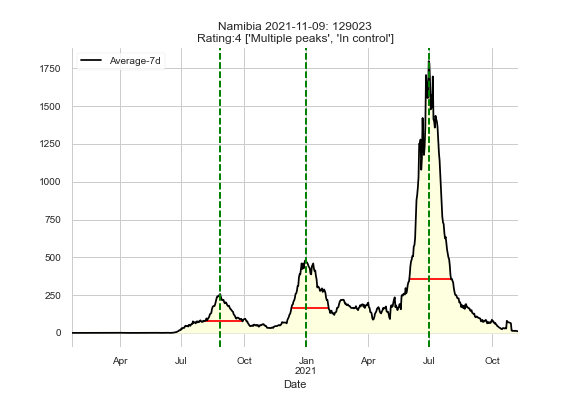 Namibia 2021-11-09: 129023
Rating:4 ['Multiple peaks', 'In control']
Average-7d
1750
1500
1250
1000
750
500
250
0
Apr
Jul
Oct
Jan
2021
Apr
Jul
Oct
Date